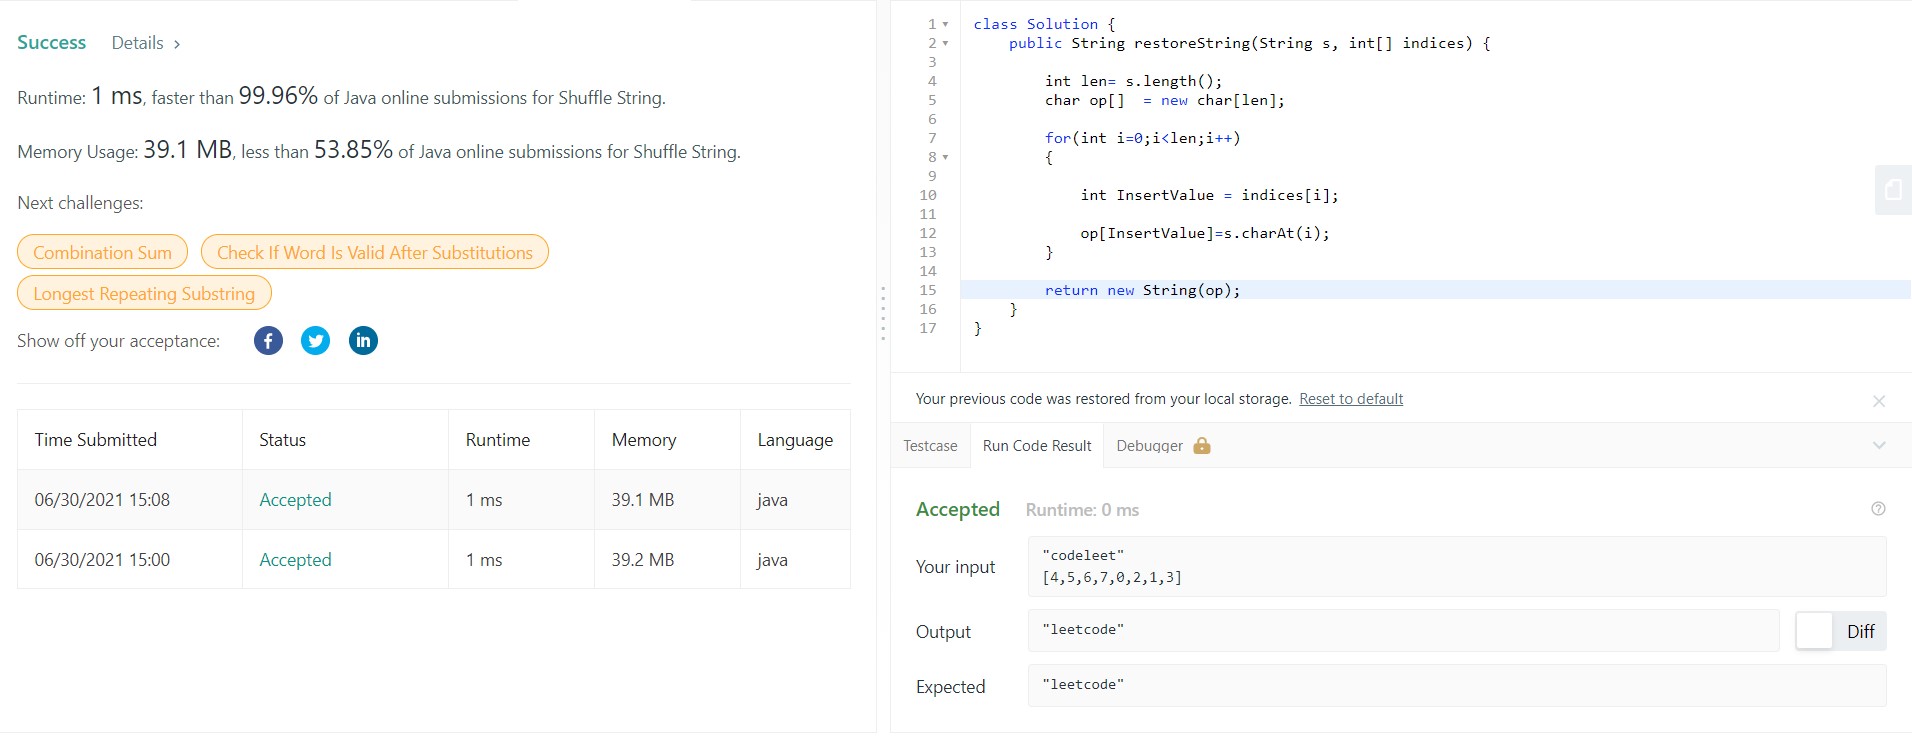 Success Details >
Runtime: 1 ms, faster than 99.96% of Java online submissions for Shuffle String.
Memory Usage: 39.1 MB, less than 53.85% of Java online submissions for Shuffle String.
Next challenges:
Combination Sum Check If Word Is Valid After Substitutions
Longest Repeating Substring
Show off your acceptance: f in
Time Submitted Status Runtime Memory Language
06/30/2021 15:08 Accepted 1 ms 39.1 MB java
06/30/2021 15:00 Accepted 1 ms 39.2 MB java
1 class Solution {
2 public String restoreString(String s, int[] indices) {
3
4 int len= s.length();
5 char op[]  = new char[len];
6
7 for(int i=0;i<len;i++)
8 {
9
10 int InsertValue = indices[i];
11
12 op[InsertValue]=s.charAt(i);
13 }
14
15 return new String(op);
16 }
17 }
Your previous code was restored from your local storage. Reset to default
Testcase Run Code Result Debugger
Accepted Runtime: 0 ms
Your input
"codeleet"
[4,5,6,7,0,2,1,3]
Output "leetcode" Diff
Expected "leetcode"